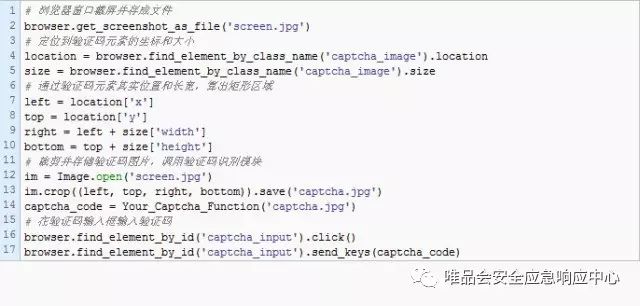 1 # 浏览器窗口截屏并存成文件
2 browser.get_screenshot_as_file('screen.jpg')
3 # 定位到验证码元素的坐标和大小
4 location = browser.find_element_by_class_name('captcha_image').location
5 size = browser.find_element_by_class_name('captcha_image').size
6 # 通过验证码元素其实位置和长宽，算出矩形区域
7 left = location['x']
8 top = location['y']
9 right = left + size['width']
10 bottom = top + size['height']
11 # 裁剪并存储验证码图片，调用验证码识别模块
12 im = Image.open('screen.jpg')
13 im.crop((left, top, right, bottom)).save('captcha.jpg')
14 captcha_code = Your_Captcha_Function('captcha.jpg')
15 # 在验证码输入框输入验证码
16 browser.find_element_by_id('captcha_input').click()
17 browser.find_element_by_id('captcha_input').send_keys(captcha_code)
唯品会安全应急响应中心